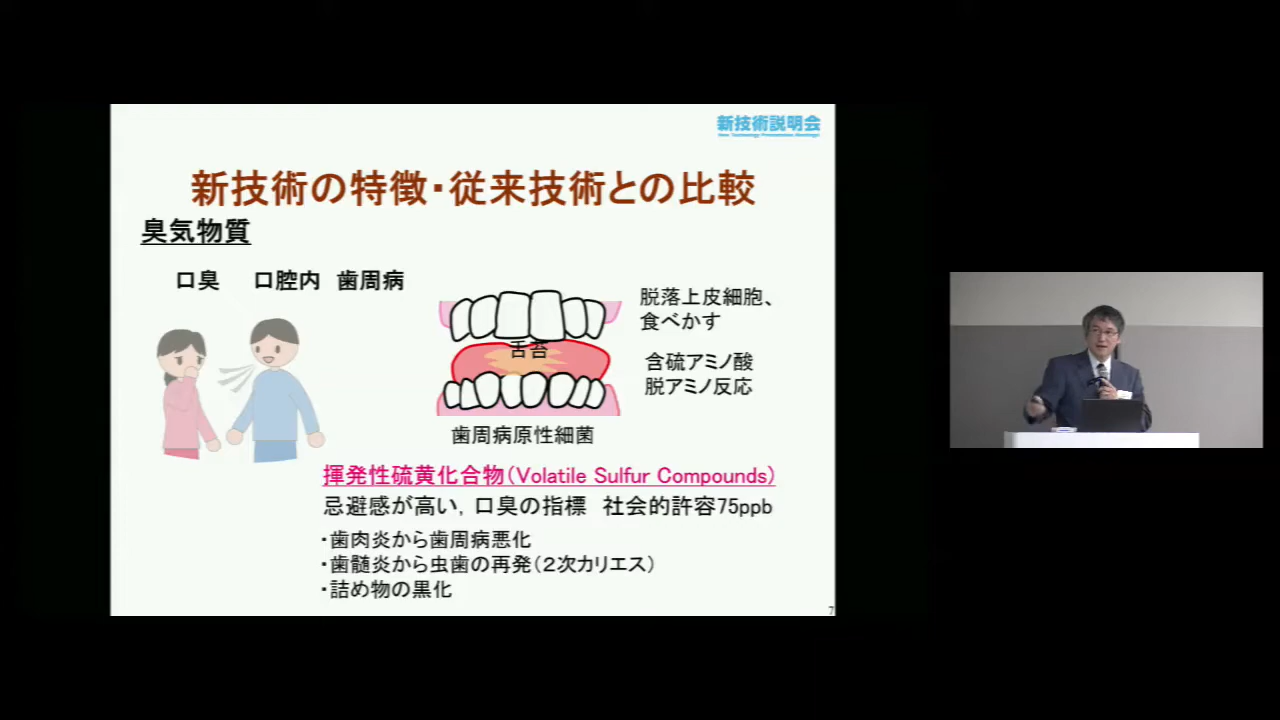 新技術説明会
New Technology Presentation Meetings!
新技術の特徴・従来技術との比較
臭気物質
口臭 口腔内 歯周病
脱落上皮細胞、
食べかす
舌苔
含硫アミノ酸
脱アミノ反応
歯周病原性細菌
揮発性硫黄化合物(Volatile Sulfur Compounds)
忌避感が高い，口臭の指標 社会的許容75ppb
・歯肉炎から歯周病悪化
・歯髄炎から虫歯の再発(２次カリエス)
・詰め物の黒化
7